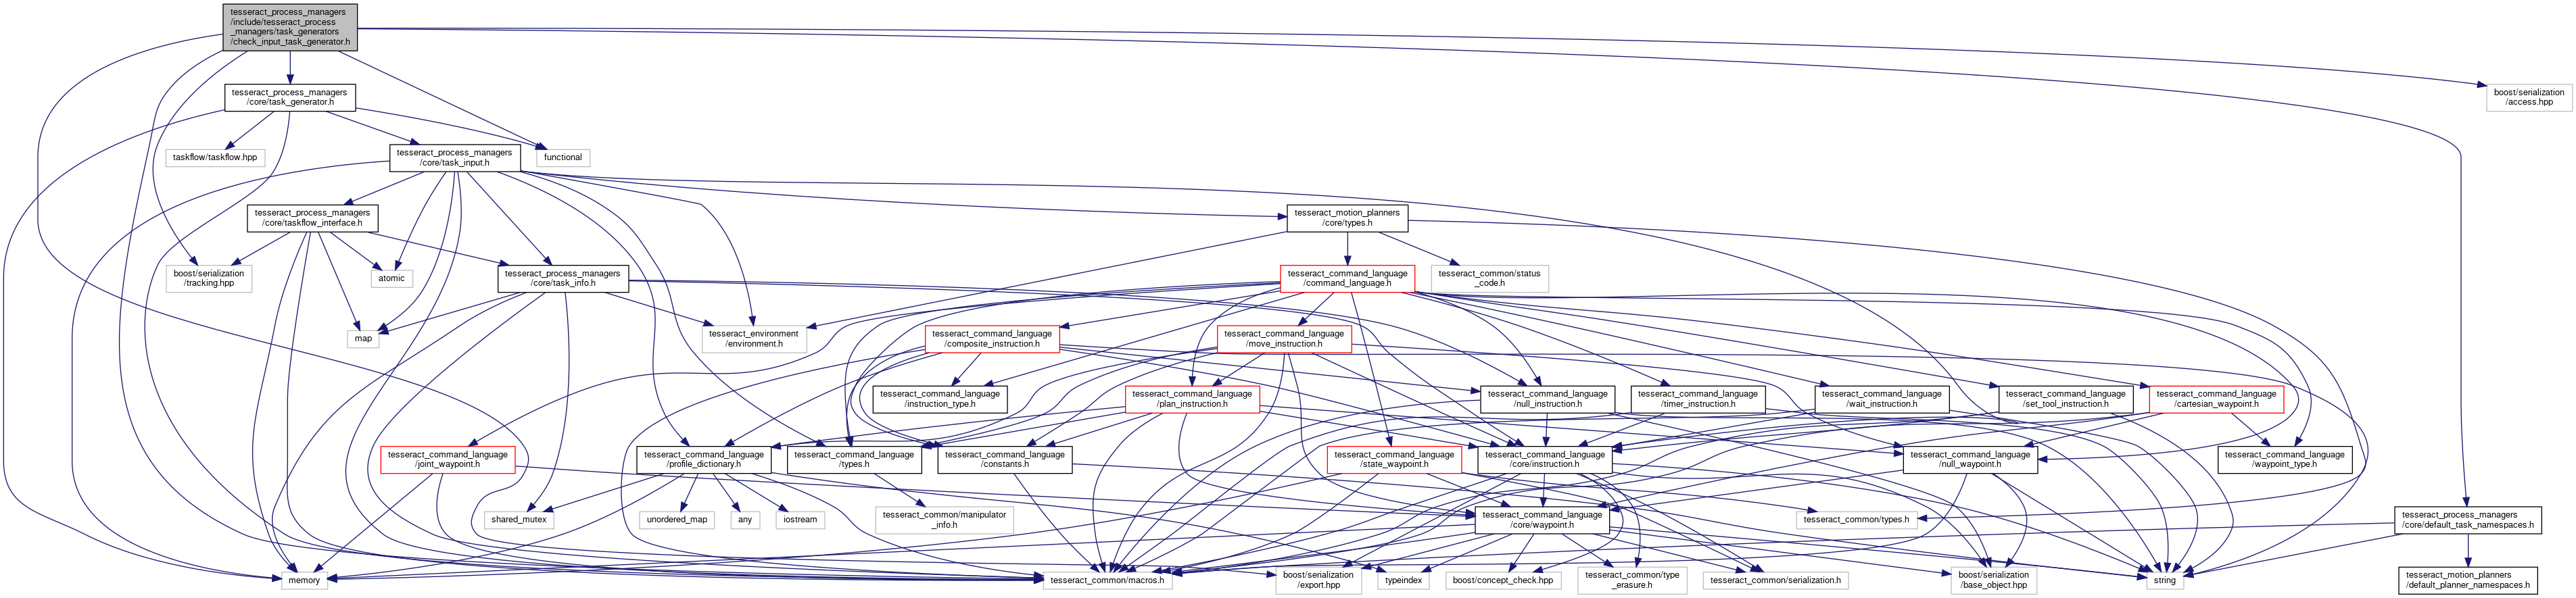 tesseract_process_managers
/include/tesseract_process
_managers/task_generators
/check_input_task_generator.h
tesseract_process_managers
/core/task_generator.h
boost/serialization
/access.hpp
taskflow/taskflow.hpp
tesseract_process_managers
/core/task_input.h
functional
tesseract_process_managers
/core/taskflow_interface.h
tesseract_motion_planners
/core/types.h
boost/serialization
/tracking.hpp
atomic
tesseract_process_managers
/core/task_info.h
tesseract_command_language
/command_language.h
tesseract_common/status
_code.h
map
tesseract_environment
/environment.h
tesseract_command_language
/composite_instruction.h
tesseract_command_language
/move_instruction.h
tesseract_command_language
/instruction_type.h
tesseract_command_language
/plan_instruction.h
tesseract_command_language
/null_instruction.h
tesseract_command_language
/timer_instruction.h
tesseract_command_language
/wait_instruction.h
tesseract_command_language
/set_tool_instruction.h
tesseract_command_language
/cartesian_waypoint.h
tesseract_command_language
/joint_waypoint.h
tesseract_command_language
/profile_dictionary.h
tesseract_command_language
/types.h
tesseract_command_language
/constants.h
tesseract_command_language
/state_waypoint.h
tesseract_command_language
/core/instruction.h
tesseract_command_language
/null_waypoint.h
tesseract_command_language
/waypoint_type.h
shared_mutex
unordered_map
any
iostream
tesseract_common/manipulator
_info.h
tesseract_command_language
/core/waypoint.h
tesseract_common/types.h
tesseract_process_managers
/core/default_task_namespaces.h
memory
tesseract_common/macros.h
boost/serialization
/export.hpp
typeindex
boost/concept_check.hpp
tesseract_common/type
_erasure.h
tesseract_common/serialization.h
boost/serialization
/base_object.hpp
string
tesseract_motion_planners
/default_planner_namespaces.h